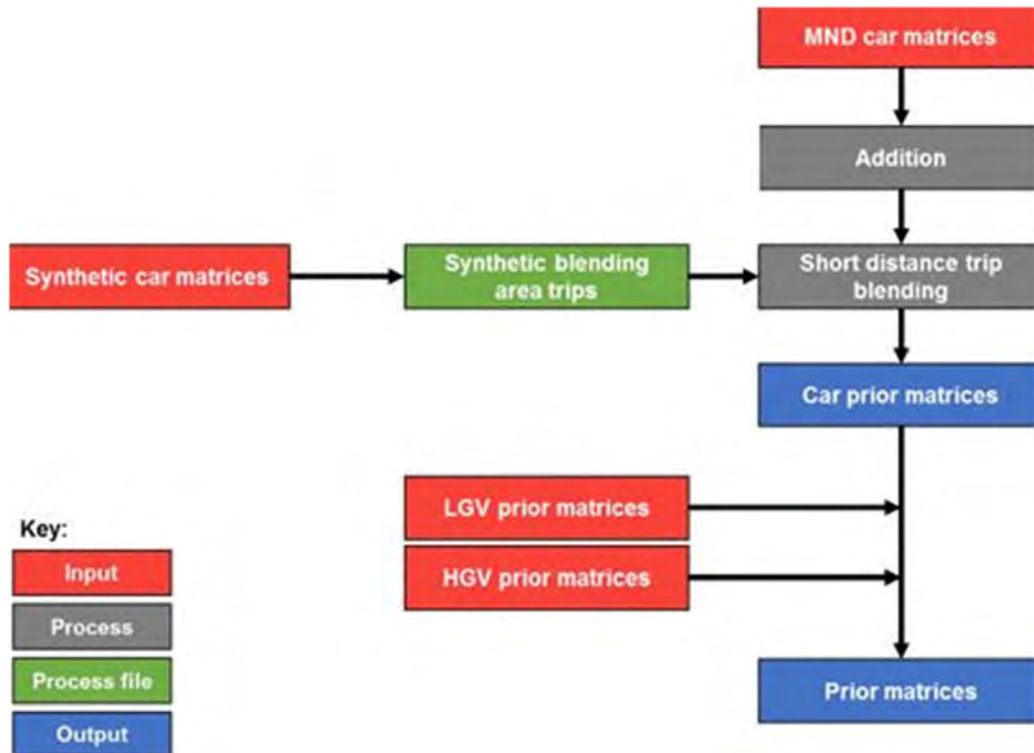 MND car matrices
Addition
Synthetic car matrices
Synthetic blending
area trips
Short distance trip
blending
Car prior matrices
LGV prior matrices
HGV prior matrices
Prior matrices
Key:
Input
Process
Process file
Output